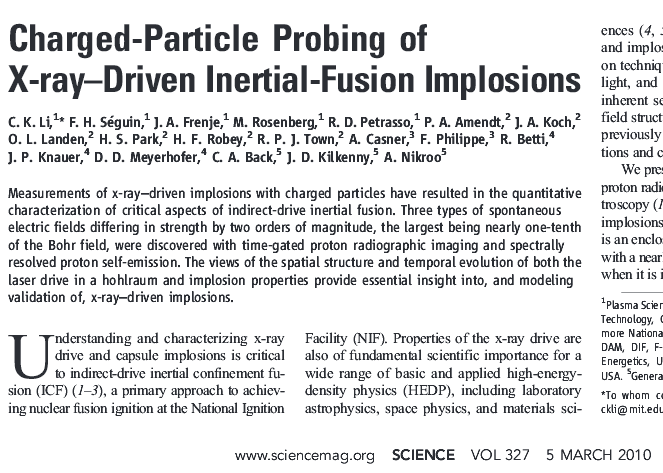 Charged-Particle Probing of
X-ray–Driven Inertial-Fusion Implosions
C. K. Li,¹* F. H. Séguin,¹ J. A. Frenje,¹ M. Rosenberg,¹ R. D. Petrasso,¹ P. A. Amendt,² J. A. Koch,²
O. L. Landen,² H. S. Park,² H. F. Robey,² R. P. J. Town,² A. Casner,³ F. Philippe,³ R. Betti,⁴
J. P. Knauer,⁴ D. D. Meyerhofer,⁴ C. A. Back,⁵ J. D. Kilkenny,⁵ A. Nikroo⁵
Measurements of x-ray–driven implosions with charged particles have resulted in the quantitative
characterization of critical aspects of indirect-drive inertial fusion. Three types of spontaneous
electric fields differing in strength by two orders of magnitude, the largest being nearly one-tenth
of the Bohr field, were discovered with time-gated proton radiographic imaging and spectrally
resolved proton self-emission. The views of the spatial structure and temporal evolution of both the
laser drive in a hohlraum and implosion properties provide essential insight into, and modeling
validation of, x-ray–driven implosions.
Understanding and characterizing x-ray
drive and capsule implosions is critical
to indirect-drive inertial confinement fu-
sion (ICF) (1–3), a primary approach to achiev-
ing nuclear fusion ignition at the National Ignition
Facility (NIF). Properties of the x-ray drive are
also of fundamental scientific importance for a
wide range of basic and applied high-energy-
density physics (HEDP), including laboratory
astrophysics, space physics, and materials sci-
ences (4,
and implos
on techniqu
light, and
inherent se
field struct
previously
tions and c
We pres
proton radio
troscopy (1
implosions
is an enclos
with a near
when it is i
¹Plasma Scien
Technology, C
more National
DAM, DIF, F-
Energetics, U
USA. ⁵Genera
*To whom co
ckli@mit.edu
www.sciencemag.org SCIENCE VOL 327 5 MARCH 2010